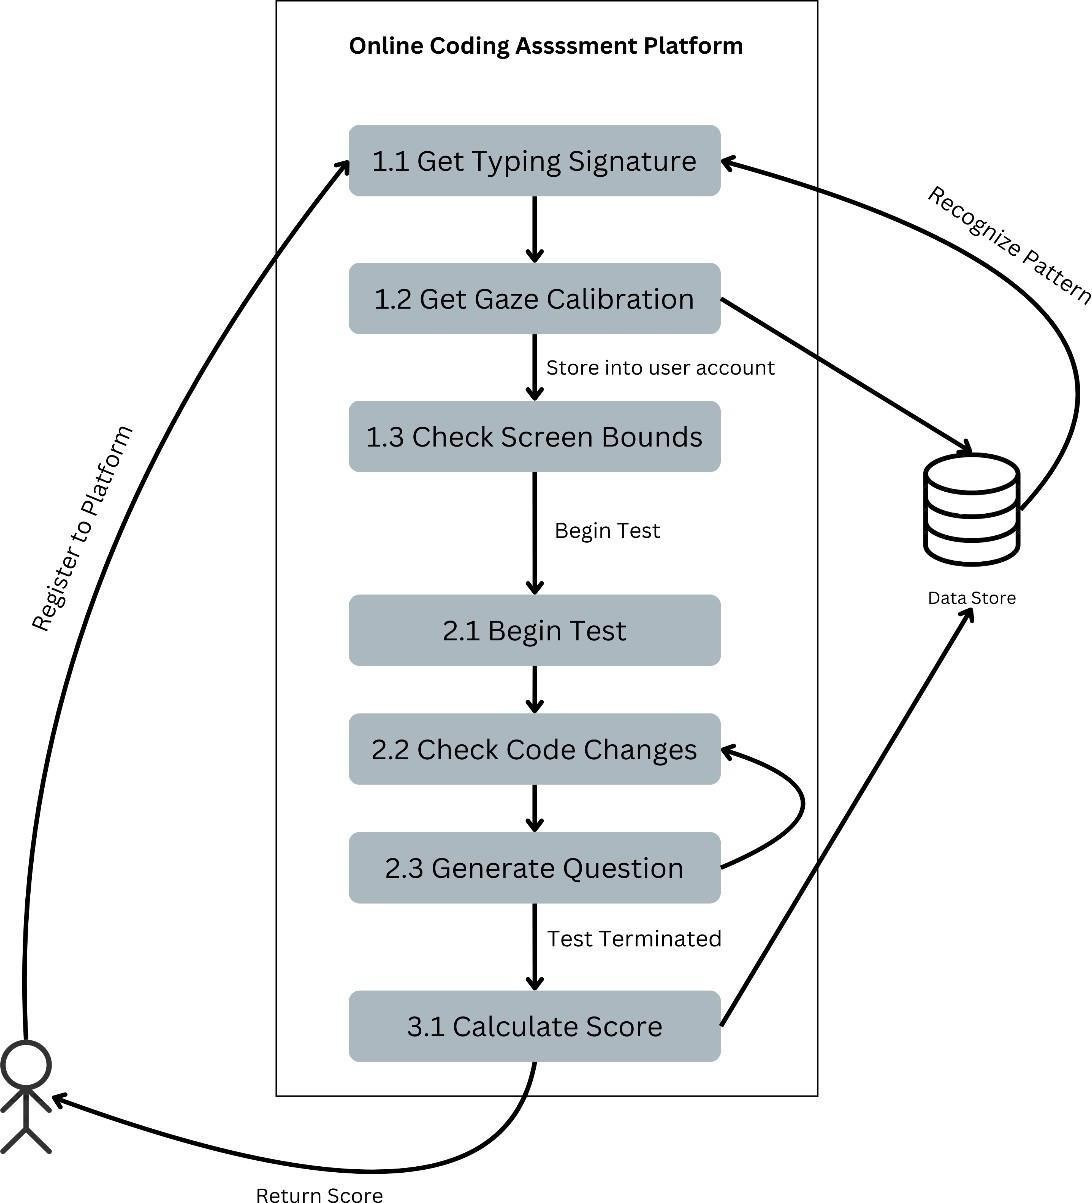 Online Coding Asssment Platform
1.1 Get Typing Signature
Recognize Pattern
1.2 Get Gaze Calibration
Store into user account
1.3 Check Screen Bounds
Register to Platform
Begin Test
Data Store
2.1 Begin Test
2.2 Check Code Changes
2.3 Generate Question
Test Terminated
3.1 Calculate Score
Return Score